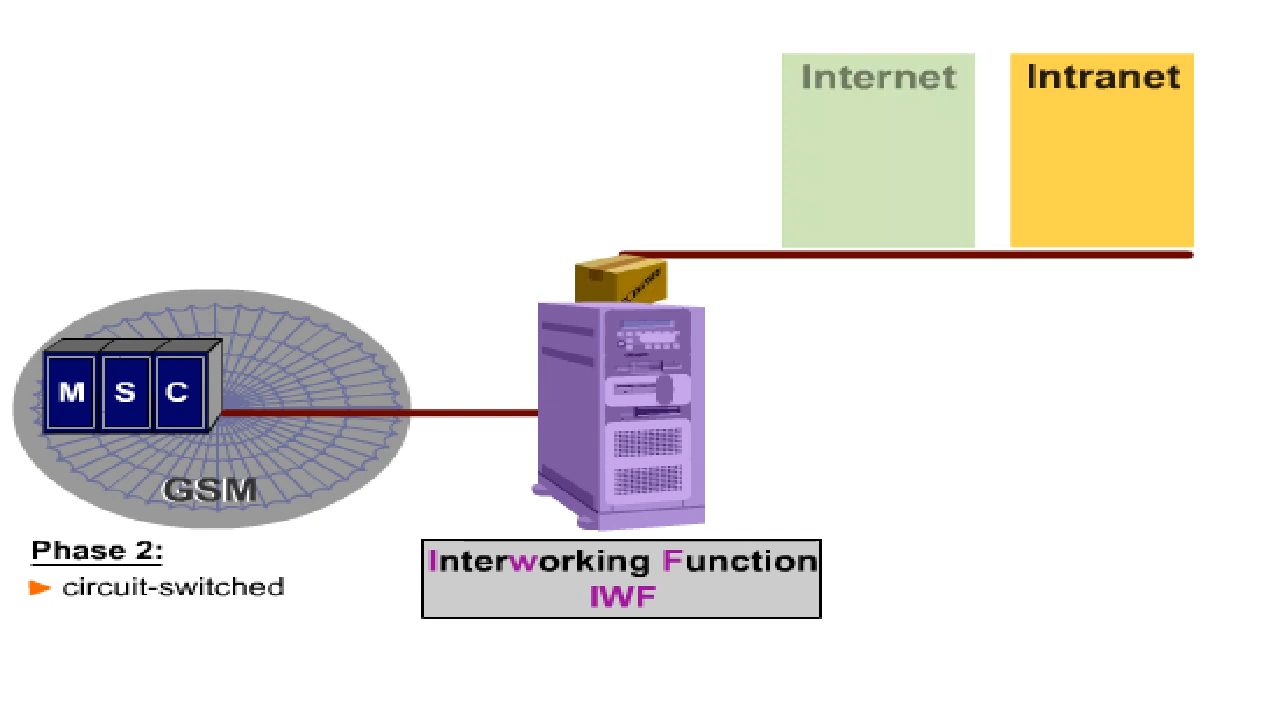 Internet
Intranet
M S C
GSM
Phase 2:
circuit-switched
Interworking Function
IWF